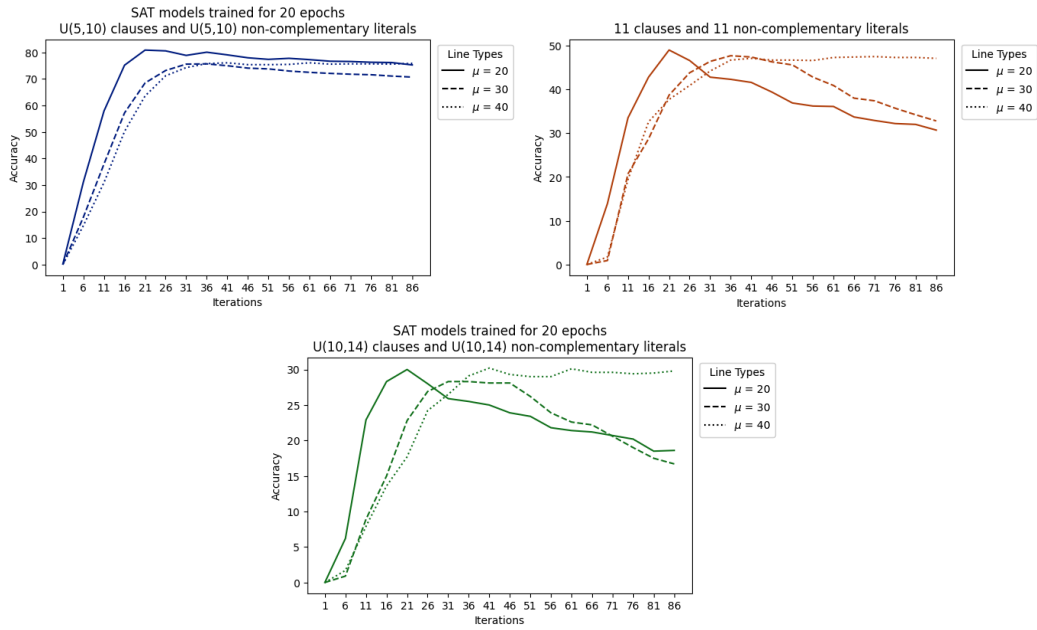 SAT models trained for 20 epochs
U(5,10) clauses and U(5,10) non-complementary literals
80
70
60
50
40
30
20
10
0
Accuracy
1 6 11 16 21 26 31 36 41 46 51 56 61 66 71 76 81 86
Iterations
Line Types
μ = 20
μ = 30
μ = 40
11 clauses and 11 non-complementary literals
50
40
30
20
10
0
Accuracy
1 6 11 16 21 26 31 36 41 46 51 56 61 66 71 76 81 86
Iterations
Line Types
μ = 20
μ = 30
μ = 40
SAT models trained for 20 epochs
U(10,14) clauses and U(10,14) non-complementary literals
30
25
20
15
10
5
0
Accuracy
1 6 11 16 21 26 31 36 41 46 51 56 61 66 71 76 81 86
Iterations
Line Types
μ = 20
μ = 30
μ = 40